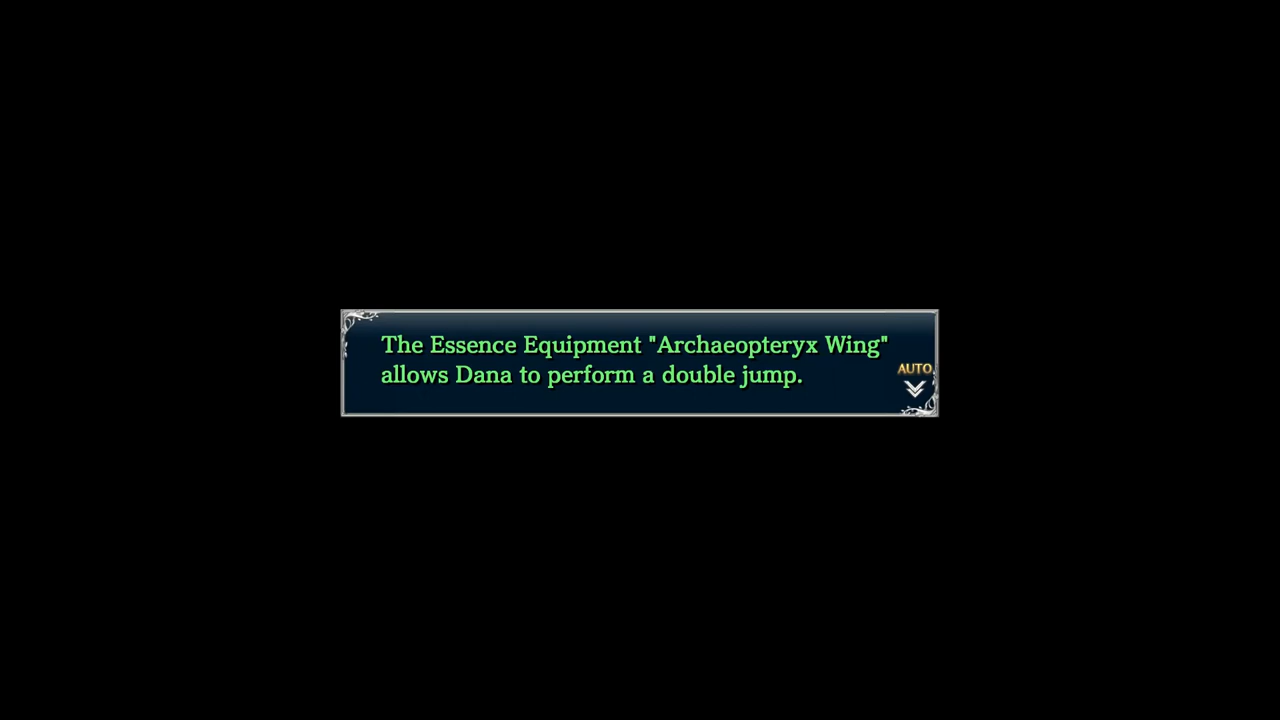 The Essence Equipment "Archaeopteryx Wing"
allows Dana to perform a double jump.
AUTO